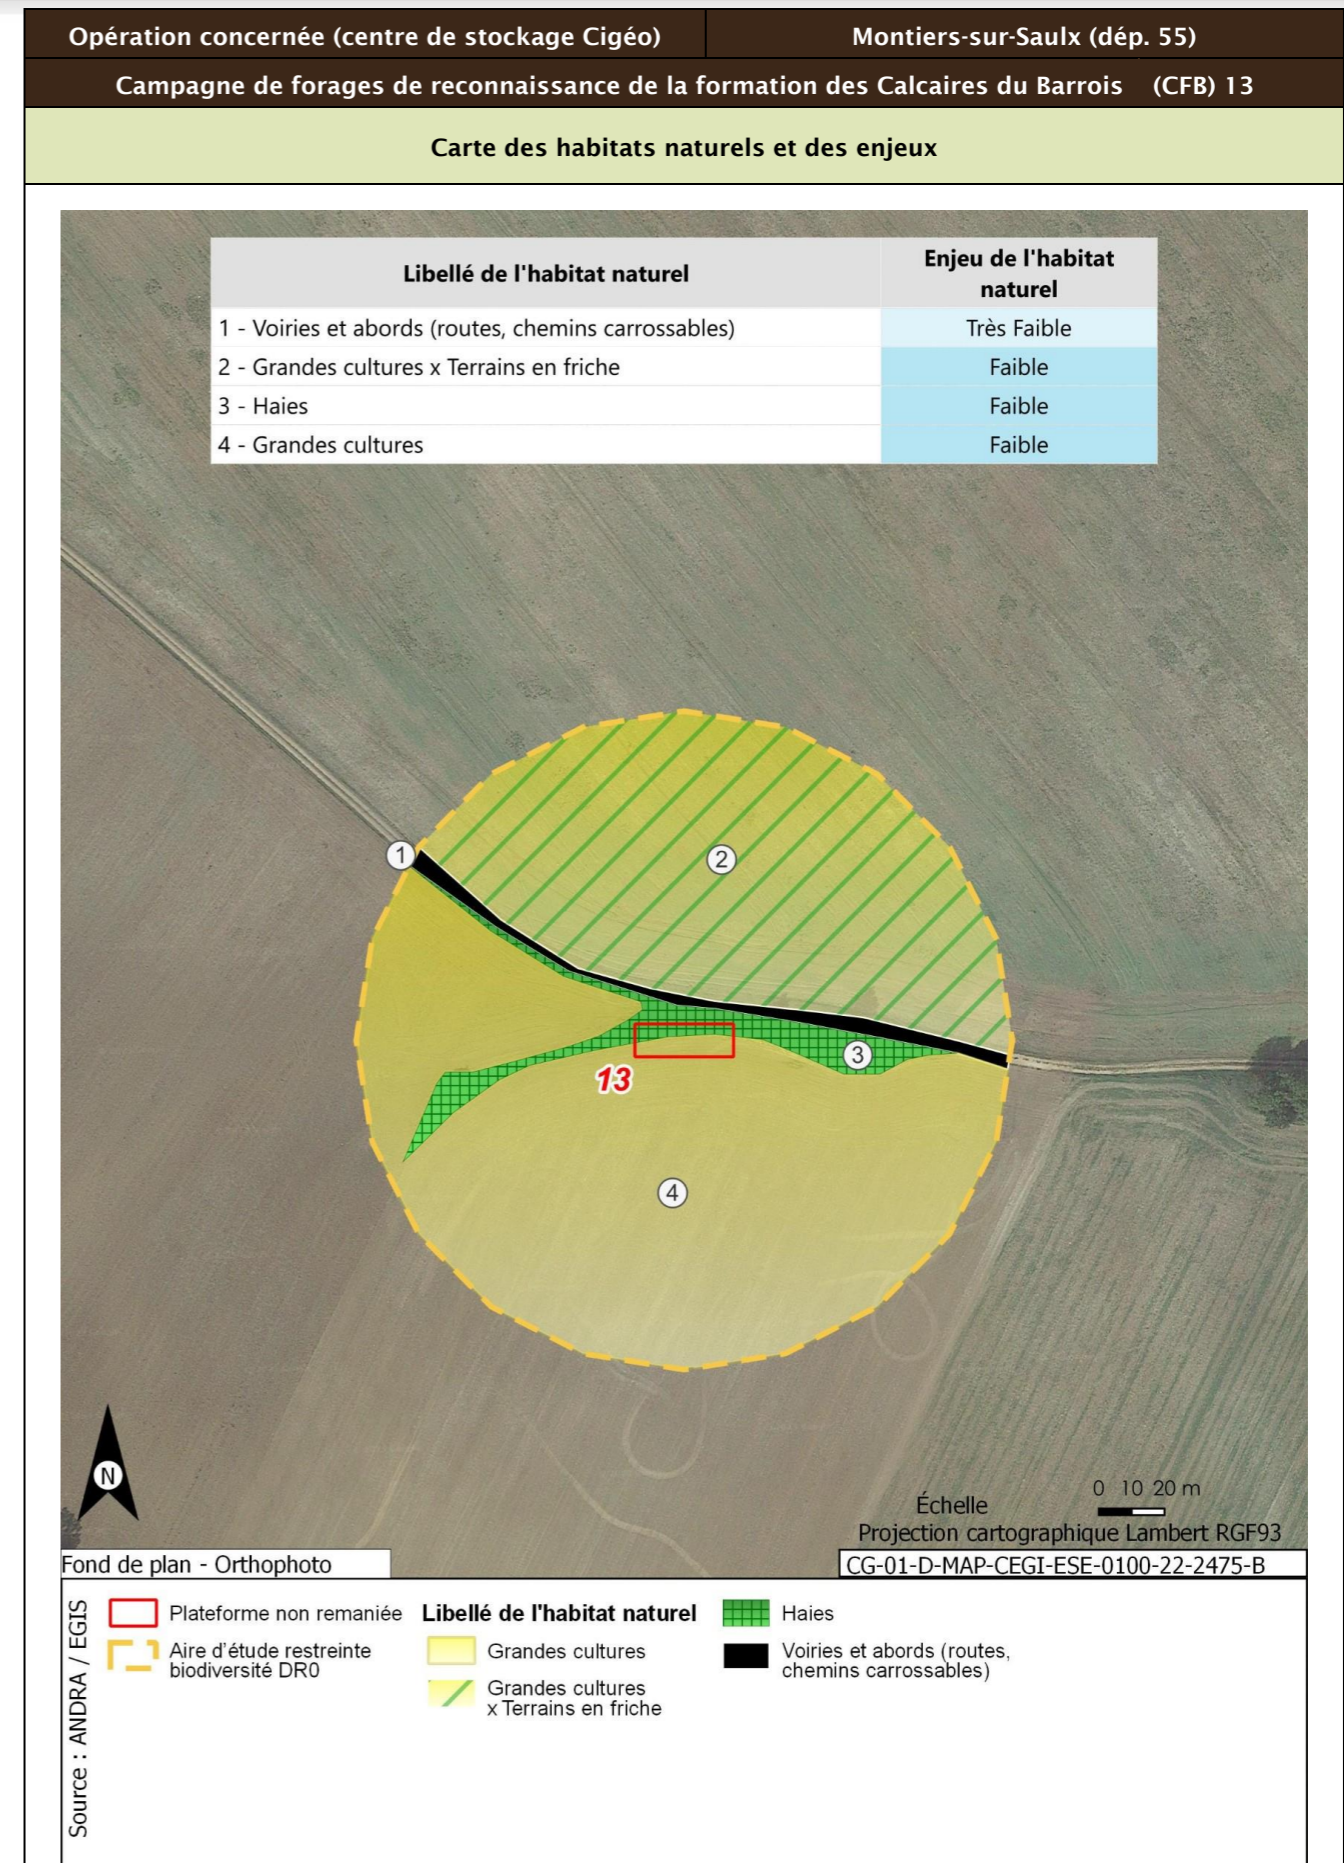 Opération concernée (centre de stockage Cigéo) Montiers-sur-Saulx (dép. 55)
Campagne de forages de reconnaissance de la formation des Calcaires du Barrois (CFB) 13
Carte des habitats naturels et des enjeux
Libellé de l'habitat naturel Enjeu de l'habitat naturel
1 - Voiries et abords (routes, chemins carrossables) Très Faible
2 - Grandes cultures x Terrains en friche Faible
3 - Haies Faible
4 - Grandes cultures Faible
1
2
3
13
4
N
0 10 20 m
Échelle
Projection cartographique Lambert RGF93
Fond de plan - Orthophoto
CG-01-D-MAP-CEGI-ESE-0100-22-2475-B
Source : ANDRA / EGIS
Plateforme non remaniée
Aire d'étude restreinte
biodiversité DR0
Libellé de l'habitat naturel
Grandes cultures
Grandes cultures
x Terrains en friche
Haies
Voiries et abords (routes,
chemins carrossables)